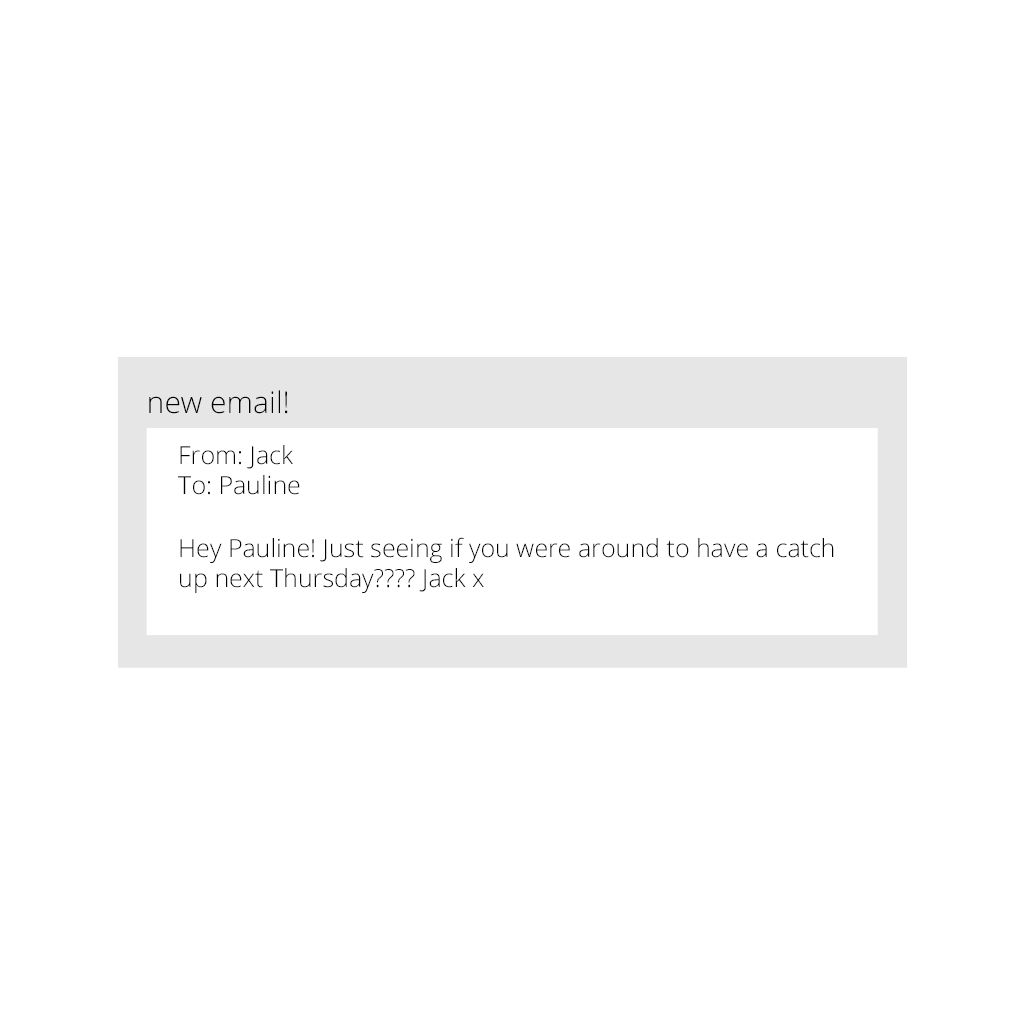 new email!
From: Jack
To: Pauline
Hey Pauline! Just seeing if you were around to have a catch
up next Thursday???? Jack x